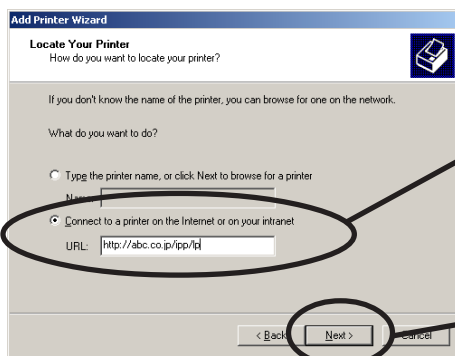 Add Printer Wizard
Locate Your Printer
How do you want to locate your printer?
If you don't know the name of the printer, you can browse for one on the network.
What do you want to do?
Type the printer name, or click Next to browse for a printer
Name:
Connect to a printer on the Internet or on your intranet
URL: http://abc.co.jp/ipp/lp
< Back Next > Cancel